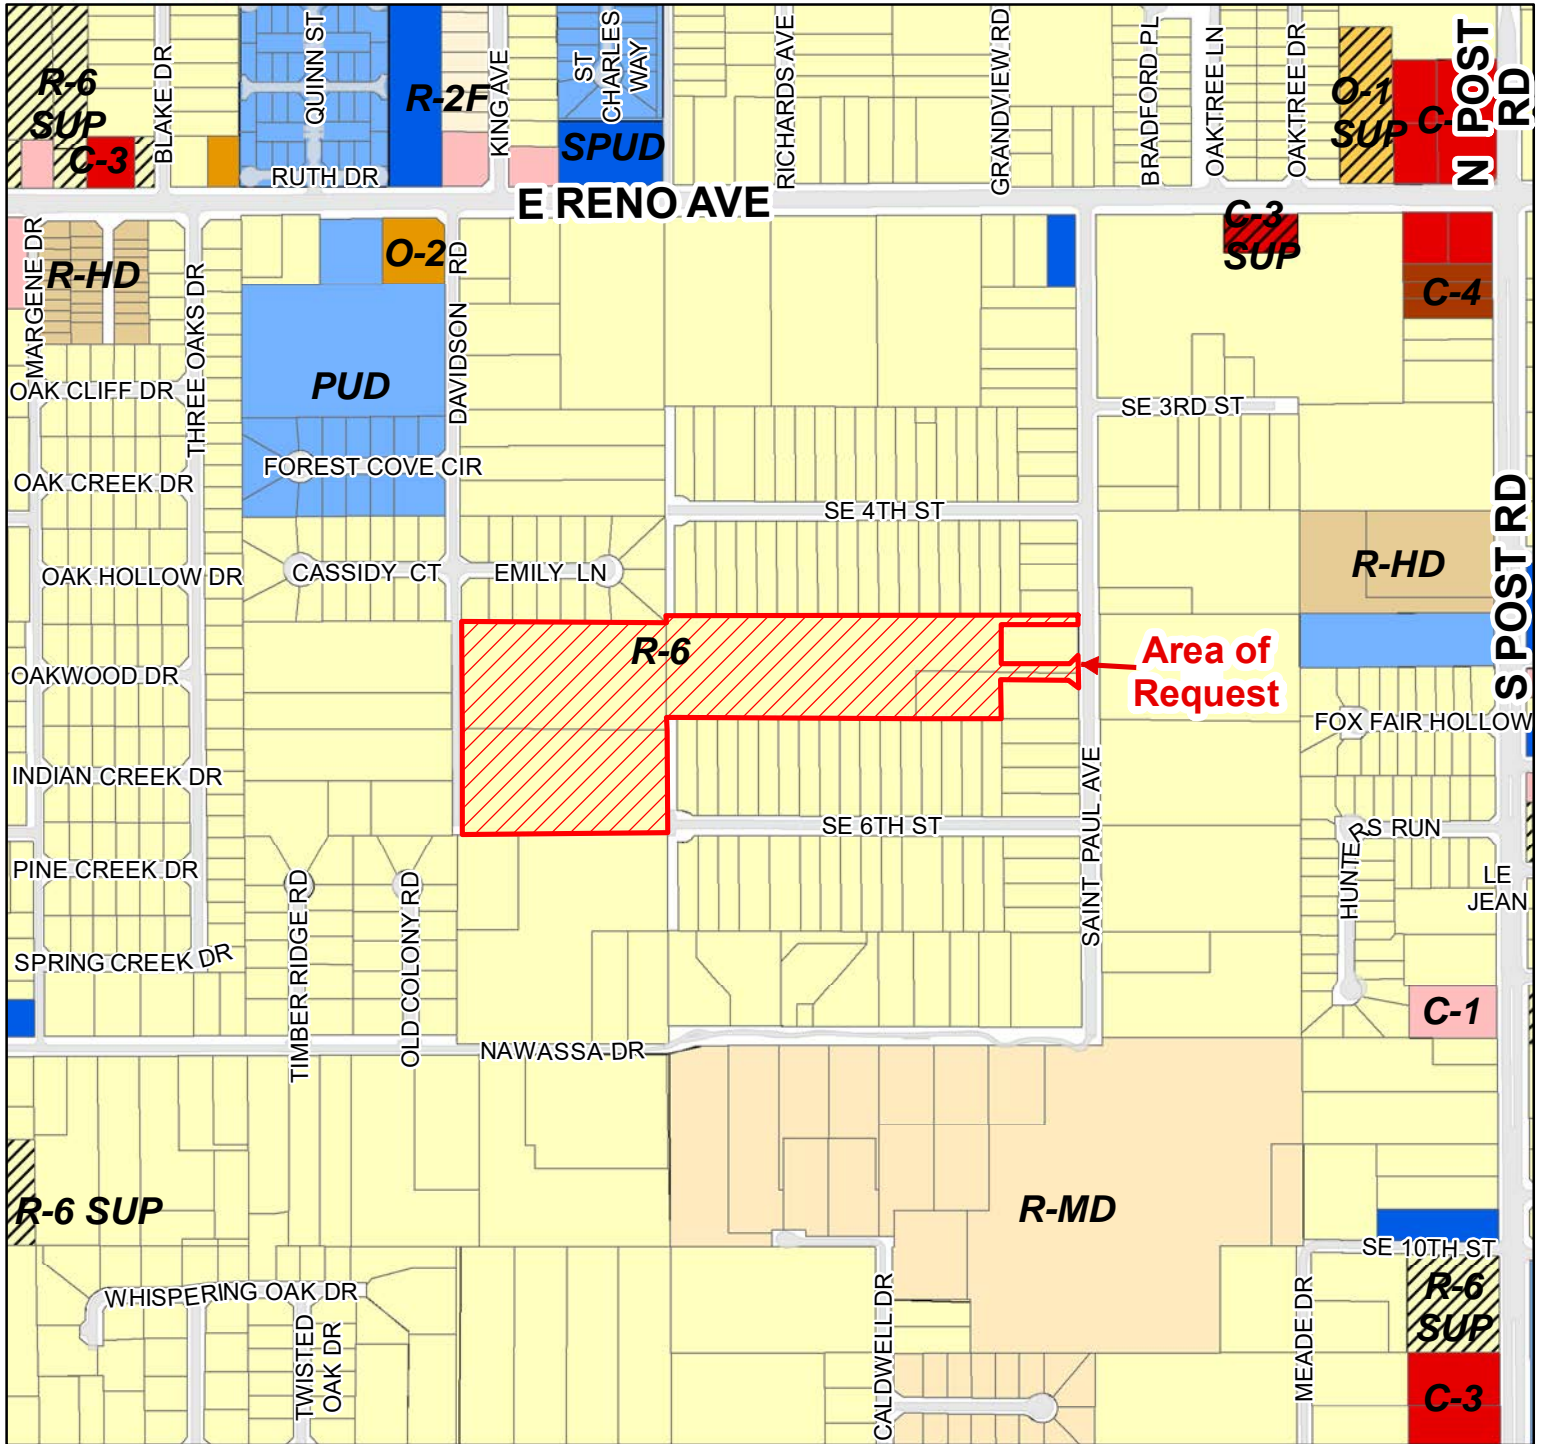 R-6
SUP
C-3
BLAKE DR
QUINN ST
RUTH DR
R-2F
KING AVE
ST
CHARLES
WAY
SPUD
RICHARDS AVE
GRANDVIEW RD
BRADFORD PL
OAKTREE LN
OAKTREE DR
O-1
SUP
C-
N POST
RD
E RENO AVE
MARGENE DR
R-HD
THREE OAKS DR
O-2
DAVIDSON RD
C-3
SUP
C-4
OAK CLIFF DR
PUD
SE 3RD ST
FOREST COVE CIR
OAK CREEK DR
SE 4TH ST
S POST RD
OAK HOLLOW DR
CASSIDY CT
EMILY LN
R-HD
R-6
Area of
Request
OAKWOOD DR
FOX FAIR HOLLOW
INDIAN CREEK DR
SAINT PAUL AVE
SE 6TH ST
HUNTERS RUN
PINE CREEK DR
TIMBER RIDGE RD
OLD COLONY RD
LE
JEAN
SPRING CREEK DR
C-1
NAWASSA DR
R-6 SUP
R-MD
SE 10TH ST
R-6
SUP
WHISPERING OAK DR
TWISTED
OAK DR
CALDWELL DR
MEADE DR
C-3